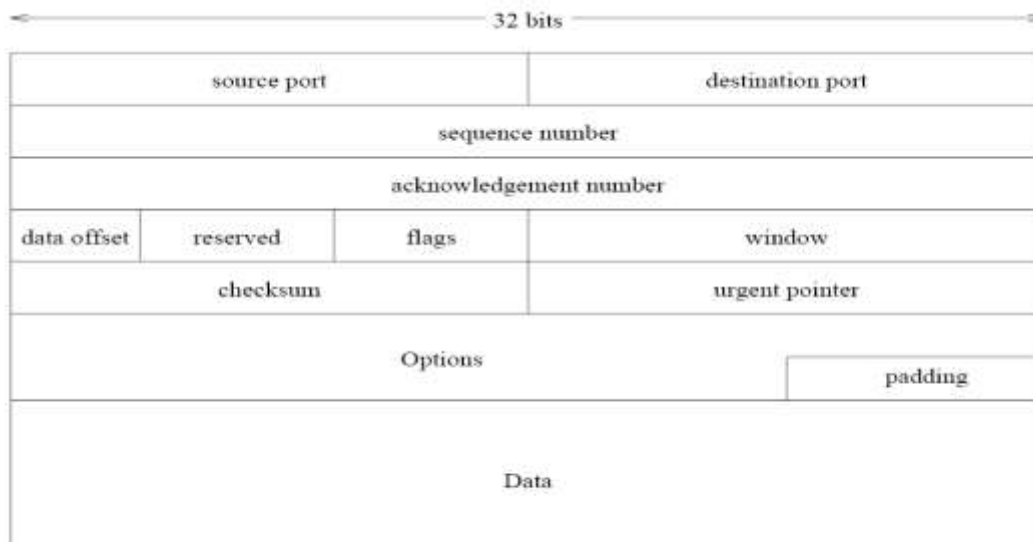 32 bits
source port destination port
sequence number
acknowledgement number
data offset reserved flags window
checksum urgent pointer
Options
padding
Data